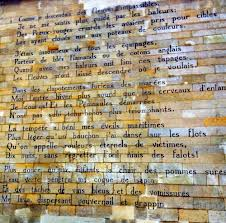 Comme je descendais des Fleuves impassibles,
Je ne me sentis plus guidé par les haleurs:
Des Peaux-rouges criards les avaient pris pour cibles
Les ayant cloués nus aux poteaux de couleurs.
J'étais insoucieux de tous les équipages,
Porteur de blés flamands ou de cotons anglais
Quand avec mes haleurs ont fini ces tapages
Les Fleuves m'ont laissé descendre où je voulais.
Dans les clapotements furieux des marées
Moi l'autre hiver plus sourd que les cerveaux d'enfants
Je courus! Et les Péninsules démarrées
N'ont pas subi tohu-bohus plus triomphants.
La tempête a béni mes éveils maritimes.
Plus léger qu'un bouchon j'ai dansé sur les flots
Qu'on appelle rouleurs éternels de victimes,
Dix nuits, sans regretter l'œil niais des falots!
Plus douce qu'aux enfants la chair des pommes sures
L'eau verte pénétra ma coque de sapin
Et des taches de vins bleus et des vomissures
Me lava, dispersant gouvernail et grappin